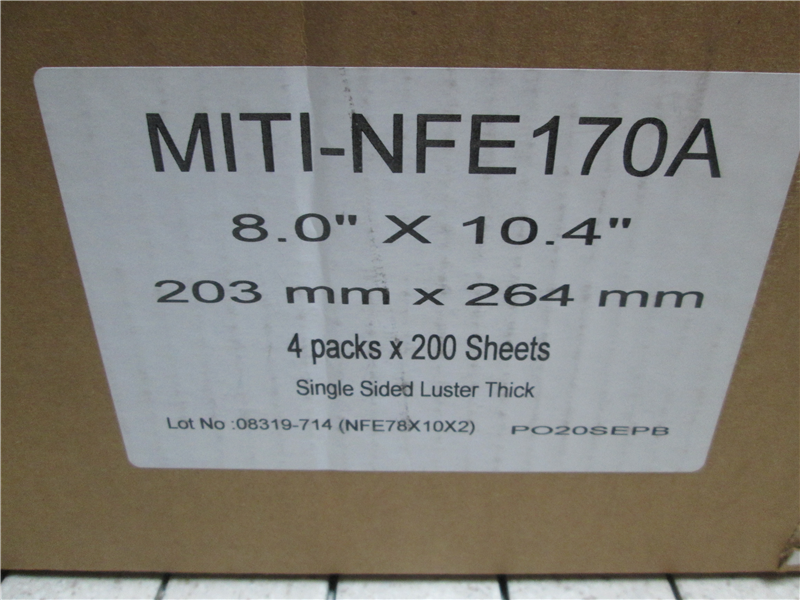 MITI-NFE170A
8.0" X 10.4"
203 mm x 264 mm
4 packs x 200 Sheets
Single Sided Luster Thick
Lot No :08319-714 (NFE78X10X2) PO20SEPB